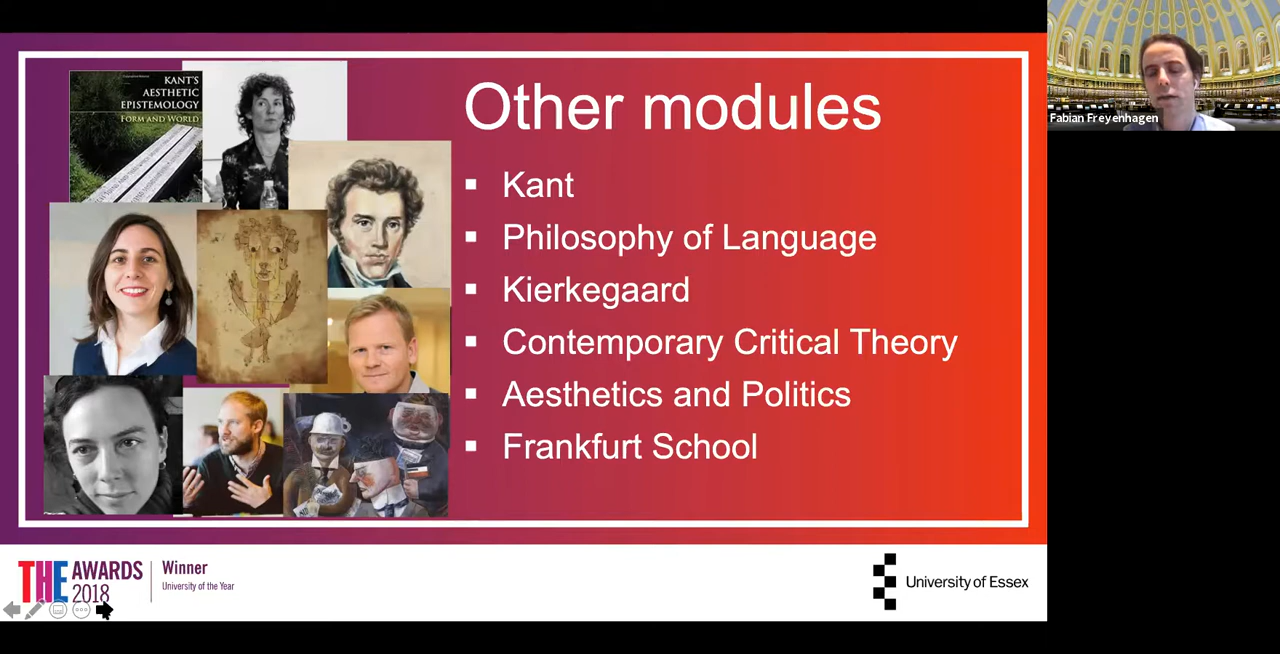 KANT'S
AESTHETIC
EPISTEMOLOGY
FORM AND WORLD
Other modules
Kant
Philosophy of Language
Kierkegaard
Contemporary Critical Theory
Aesthetics and Politics
Frankfurt School
THE AWARDS
2018
Winner
University of the Year
University of Essex
Fabian Freyenhagen